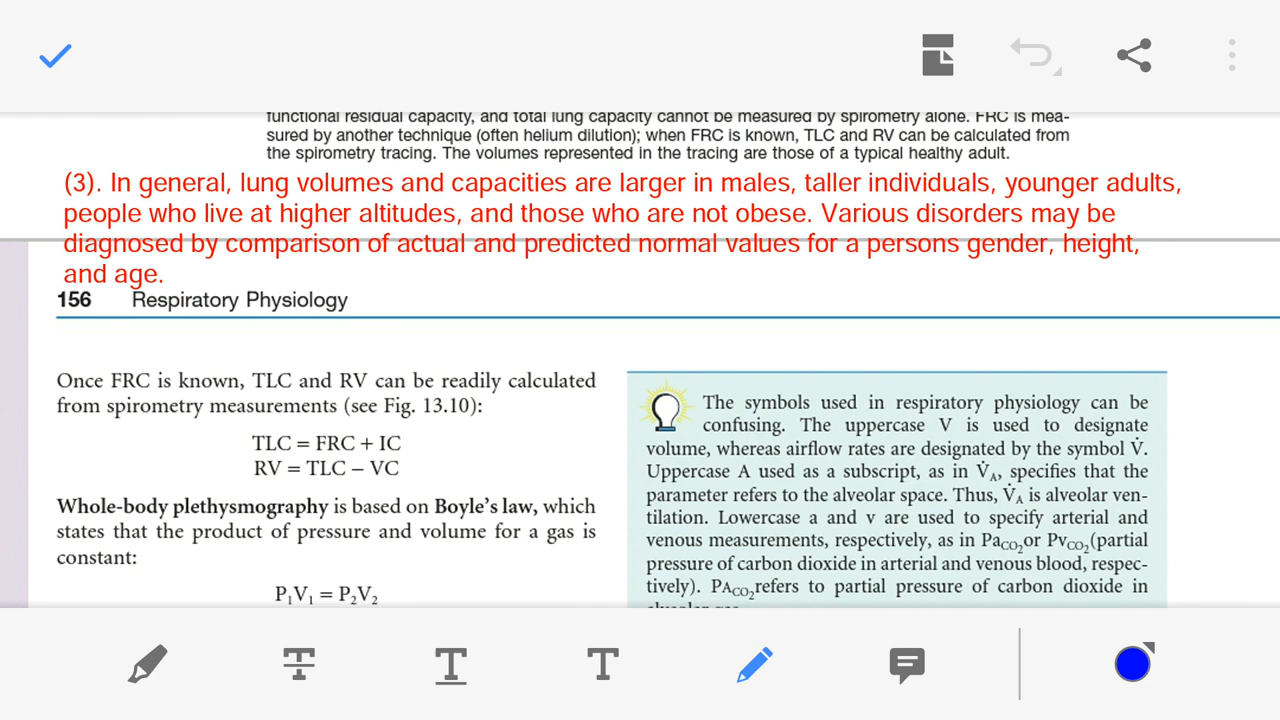 functional residual capacity, and total lung capacity cannot be measured by spirometry alone. FRC is mea-
sured by another technique (often helium dilution); when FRC is known, TLC and RV can be calculated from
the spirometry tracing. The volumes represented in the tracing are those of a typical healthy adult.
(3). In general, lung volumes and capacities are larger in males, taller individuals, younger adults,
people who live at higher altitudes, and those who are not obese. Various disorders may be
diagnosed by comparison of actual and predicted normal values for a persons gender, height,
and age.
156 Respiratory Physiology
Once FRC is known, TLC and RV can be readily calculated
from spirometry measurements (see Fig. 13.10):
TLC = FRC + IC
RV = TLC – VC
Whole-body plethysmography is based on Boyle's law, which
states that the product of pressure and volume for a gas is
constant:
P₁V₁ = P₂V₂
The symbols used in respiratory physiology can be
confusing. The uppercase V is used to designate
volume, whereas airflow rates are designated by the symbol V̇.
Uppercase A used as a subscript, as in V̇A, specifies that the
parameter refers to the alveolar space. Thus, V̇A is alveolar ven-
tilation. Lowercase a and v are used to specify arterial and
venous measurements, respectively, as in PaCO₂ or PvCO₂ (partial
pressure of carbon dioxide in arterial and venous blood, respec-
tively). PACO₂ refers to partial pressure of carbon dioxide in
T
T
T